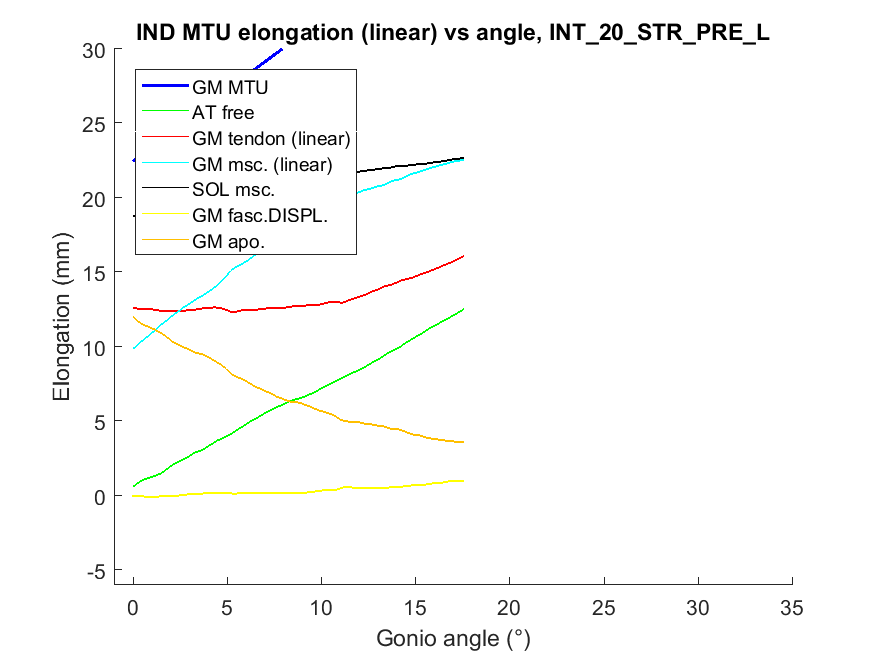 IND MTU elongation (linear) vs angle, INT_20_STR_PRE_L
30
25
20
15
10
5
0
-5
Elongation (mm)
GM MTU
AT free
GM tendon (linear)
GM msc. (linear)
SOL msc.
GM fasc.DISPL.
GM apo.
0 5 10 15 20 25 30 35
Gonio angle (°)